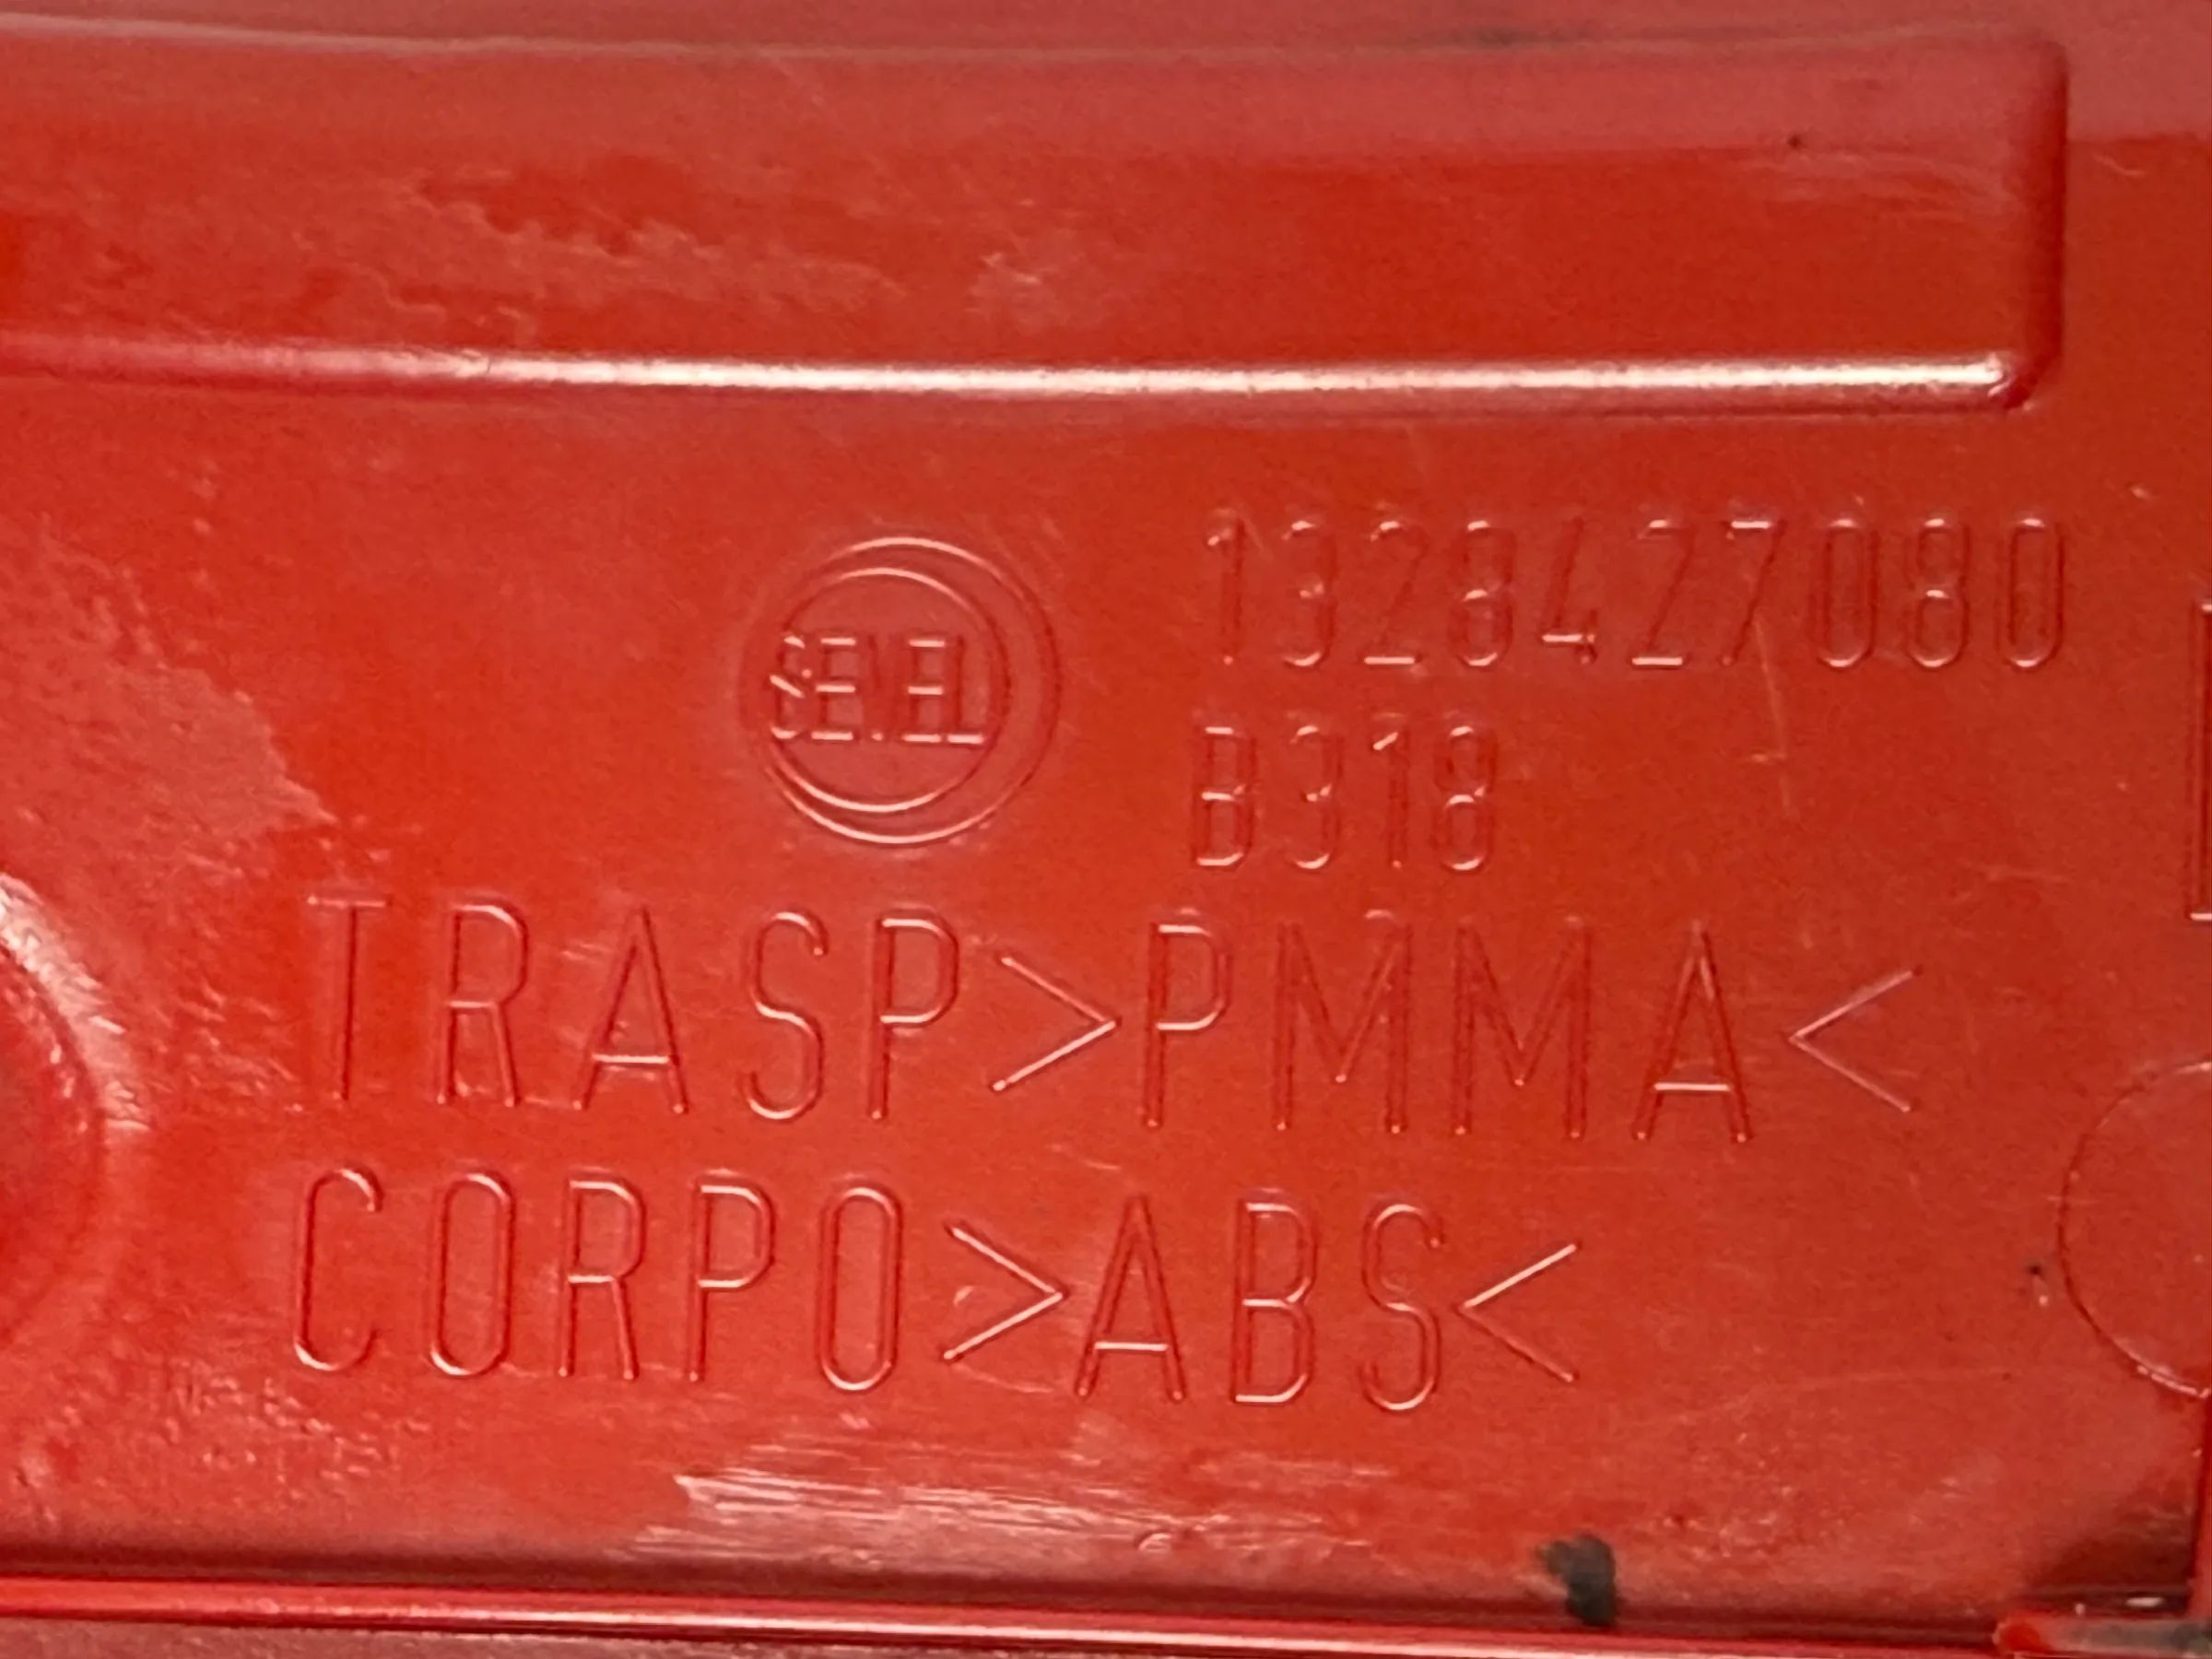 SEVEL
1328427080
B318
TRASP>PMMA<
CORPO>ABS<